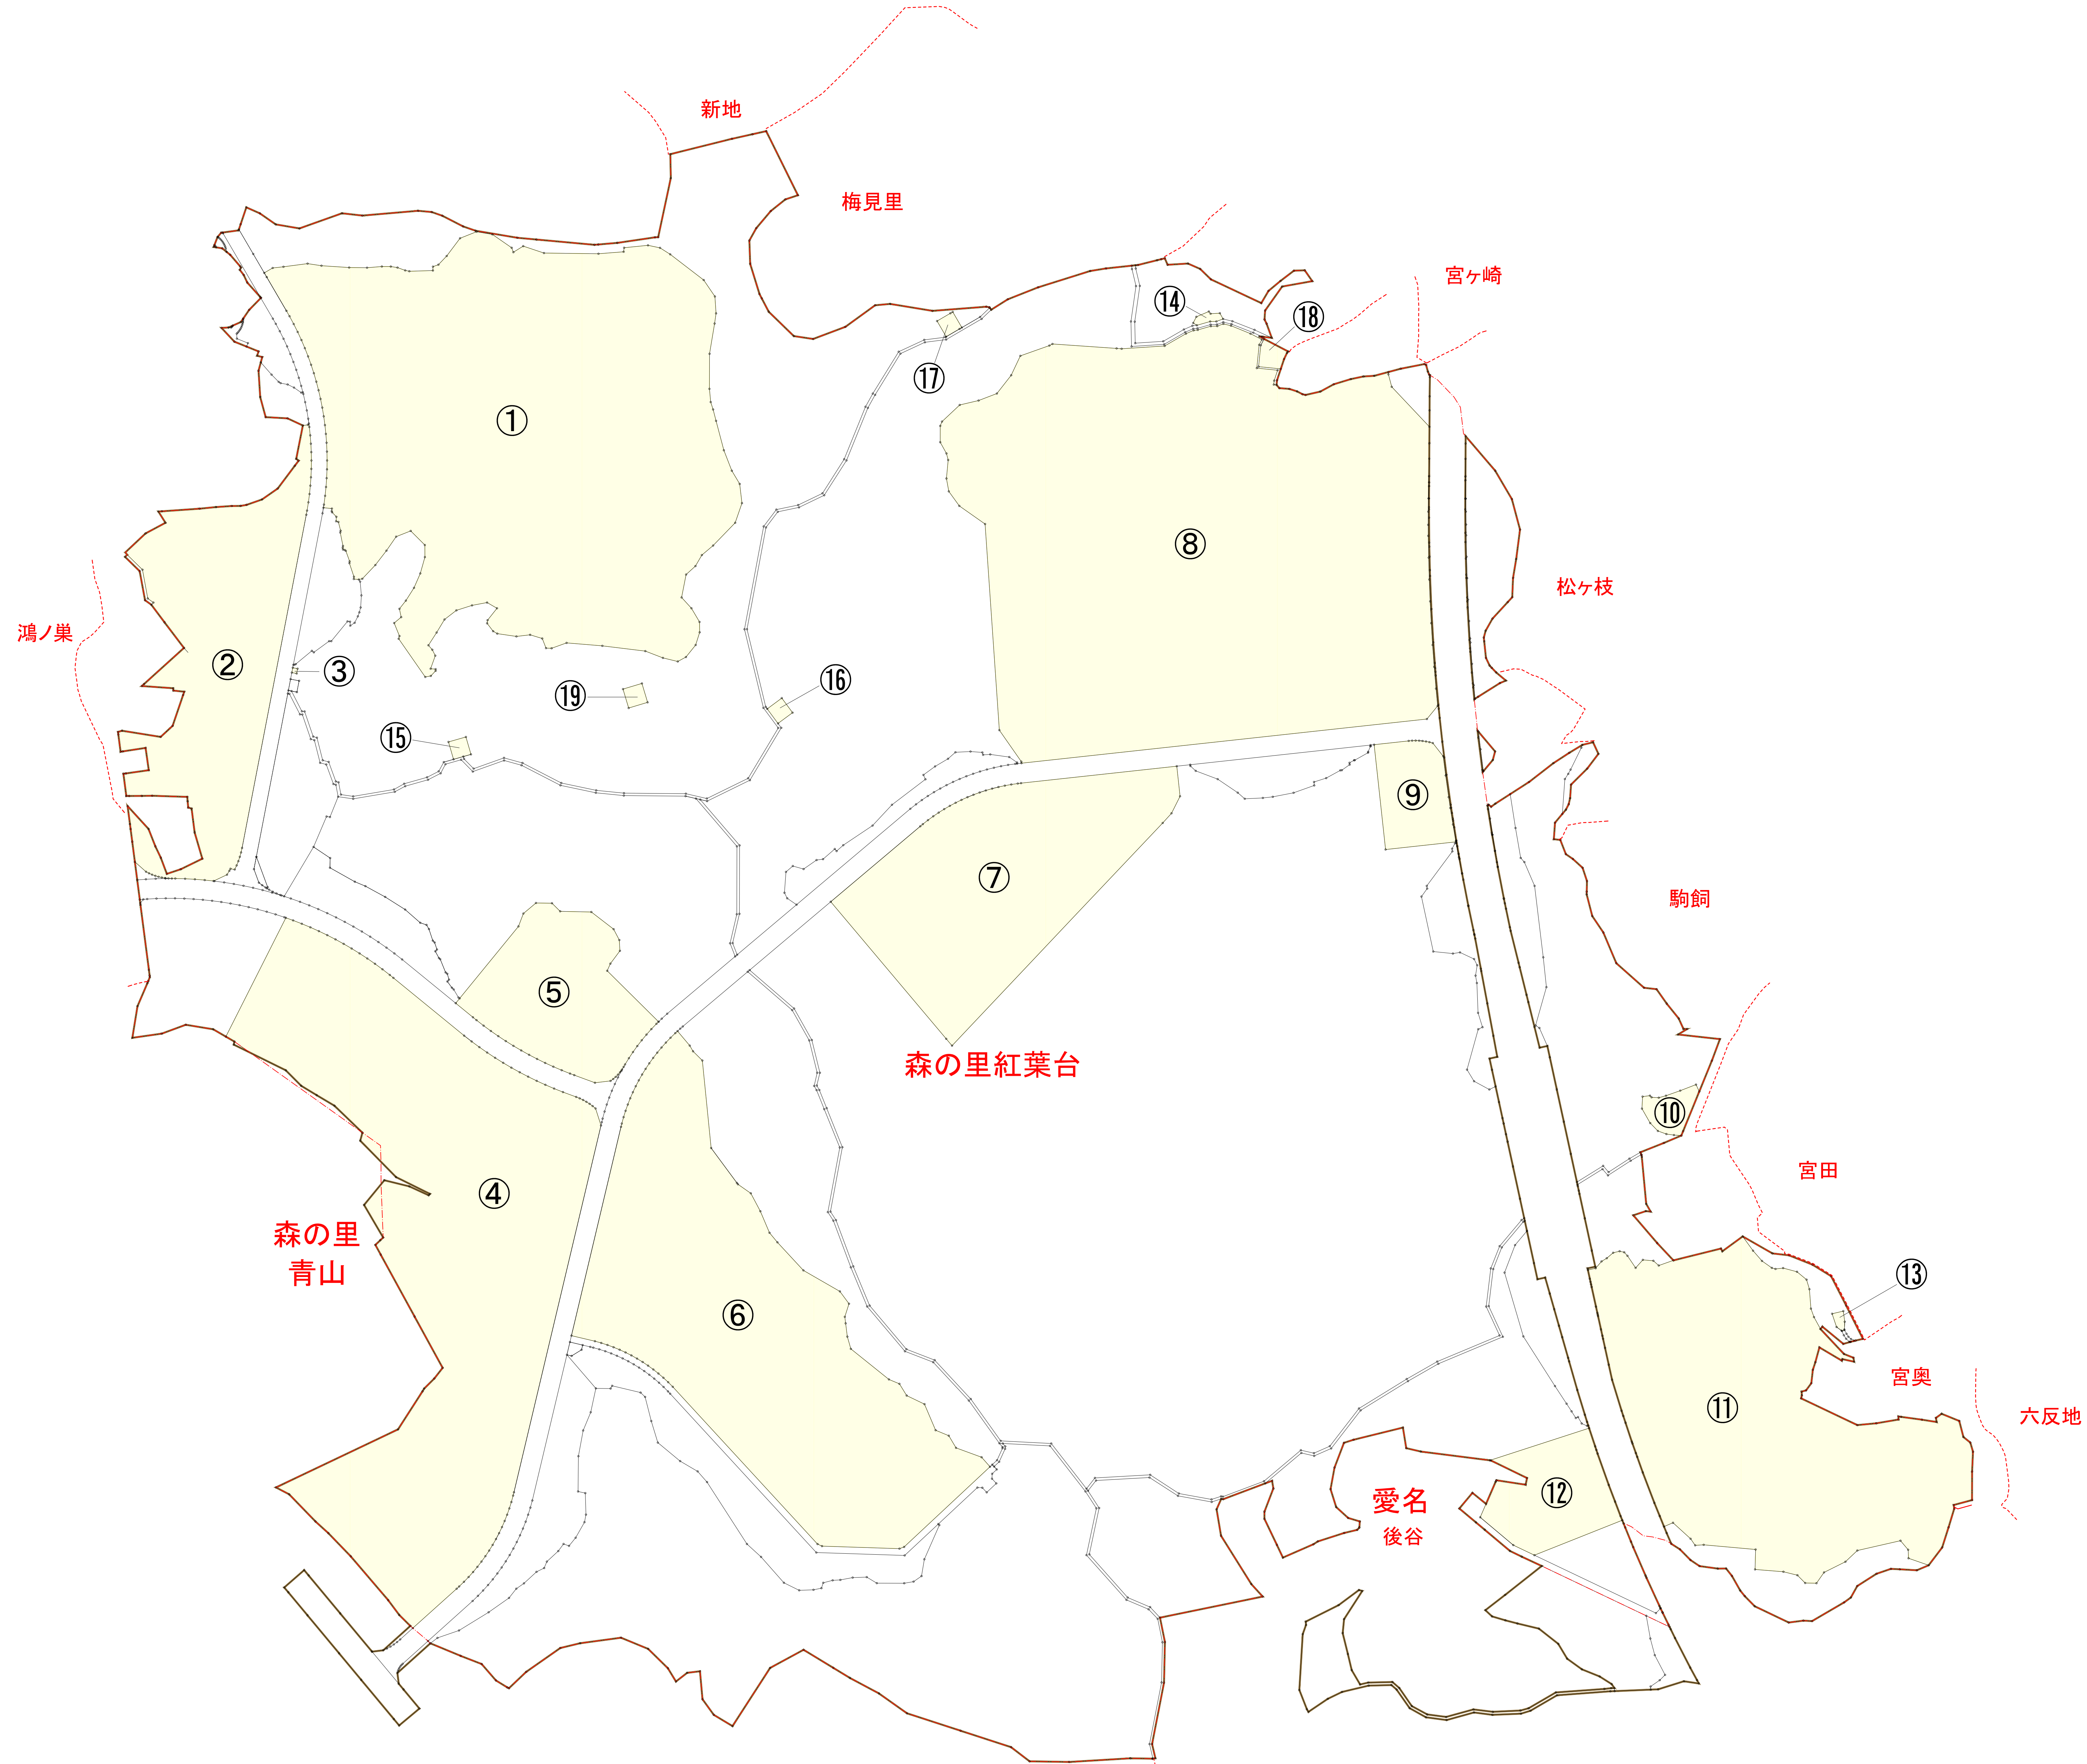 新地
梅見里
宮ヶ崎
⑭
⑱
⑰
①
⑧
松ヶ枝
鴻ノ巣
②
③
⑲
⑯
⑮
⑨
⑦
駒飼
⑤
森の里紅葉台
⑩
宮田
④
森の里
青山
⑬
⑥
宮奥
⑪
六反地
愛名
後谷
⑫